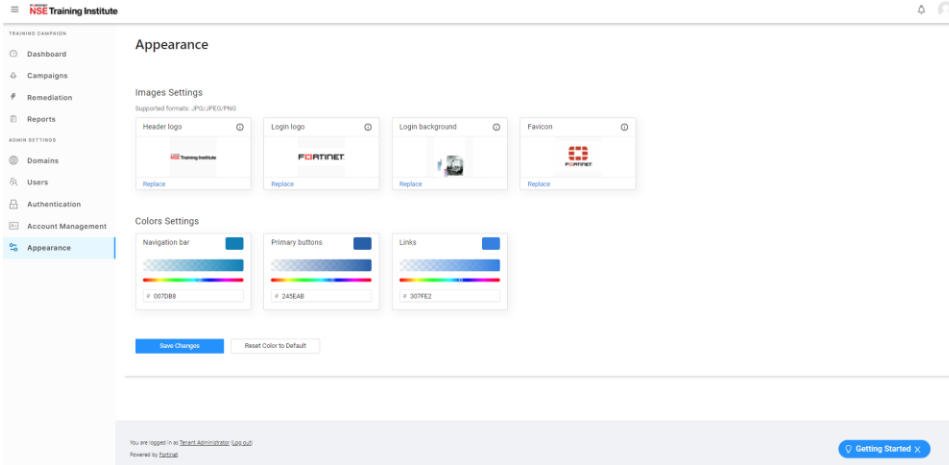 FORTINET
NSE Training Institute
TRAINING CAMPAIGN
Dashboard
Campaigns
Remediation
Reports
ADMIN SETTINGS
Domains
Users
Authentication
Account Management
Appearance
Appearance
Images Settings
Supported formats: JPG/JPEG/PNG
Header logo
NSE Training Institute
Replace
Login logo
FORTINET
Replace
Login background
Replace
Favicon
FORTINET
Replace
Colors Settings
Navigation bar
# 007DB8
Primary buttons
# 245EAB
Links
# 307FE2
Save Changes
Reset Color to Default
You are logged in as Tenant Administrator (Log out)
Powered by Fortinet
Getting Started ×